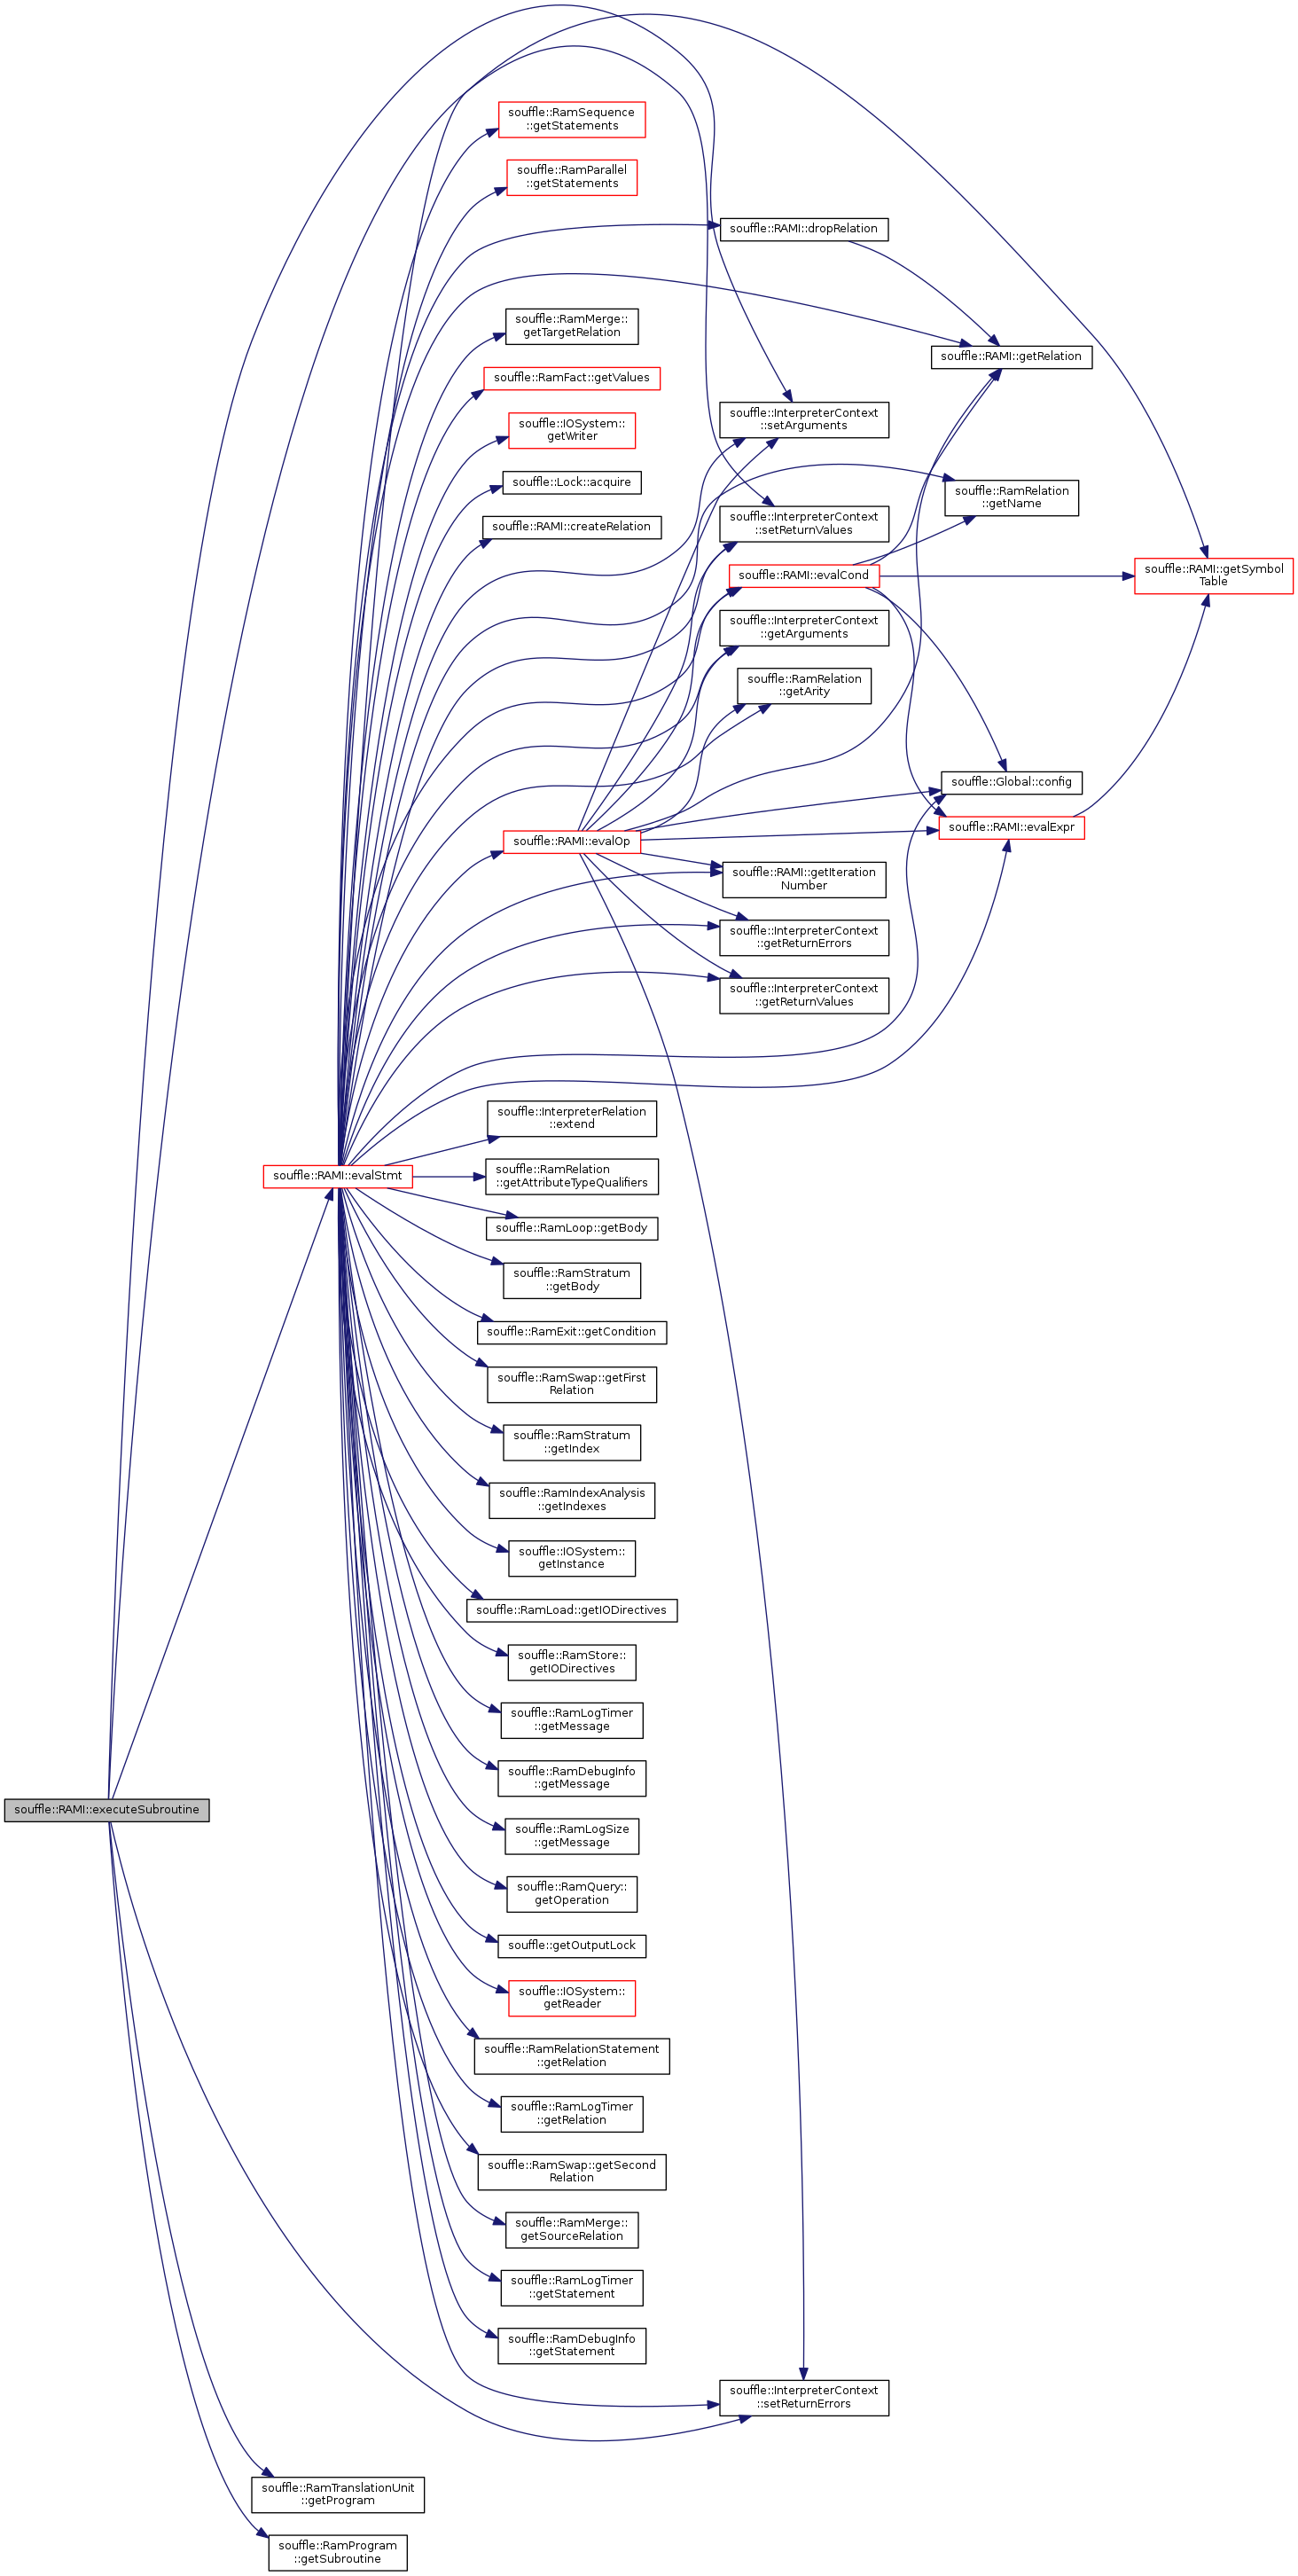 souffle::RamSequence
::getStatements
souffle::RamParallel
::getStatements
souffle::RAMI::dropRelation
souffle::RamMerge::
getTargetRelation
souffle::RAMI::getRelation
souffle::RamFact::getValues
souffle::InterpreterContext
::setArguments
souffle::IOSystem::
getWriter
souffle::Lock::acquire
souffle::RamRelation
::getName
souffle::RAMI::createRelation
souffle::InterpreterContext
::setReturnValues
souffle::RAMI::evalCond
souffle::RAMI::getSymbol
Table
souffle::InterpreterContext
::getArguments
souffle::RamRelation
::getArity
souffle::Global::config
souffle::RAMI::evalExpr
souffle::RAMI::evalOp
souffle::RAMI::getIteration
Number
souffle::InterpreterContext
::getReturnErrors
souffle::InterpreterContext
::getReturnValues
souffle::InterpreterRelation
::extend
souffle::RAMI::evalStmt
souffle::RamRelation
::getAttributeTypeQualifiers
souffle::RamLoop::getBody
souffle::RamStratum
::getBody
souffle::RamExit::getCondition
souffle::RamSwap::getFirst
Relation
souffle::RamStratum
::getIndex
souffle::RamIndexAnalysis
::getIndexes
souffle::IOSystem::
getInstance
souffle::RamLoad::getIODirectives
souffle::RamStore::
getIODirectives
souffle::RamLogTimer
::getMessage
souffle::RamDebugInfo
::getMessage
souffle::RAMI::executeSubroutine
souffle::RamLogSize
::getMessage
souffle::RamQuery::
getOperation
souffle::getOutputLock
souffle::IOSystem::
getReader
souffle::RamRelationStatement
::getRelation
souffle::RamLogTimer
::getRelation
souffle::RamSwap::getSecond
Relation
souffle::RamMerge::
getSourceRelation
souffle::RamLogTimer
::getStatement
souffle::RamDebugInfo
::getStatement
souffle::InterpreterContext
::setReturnErrors
souffle::RamTranslationUnit
::getProgram
souffle::RamProgram
::getSubroutine